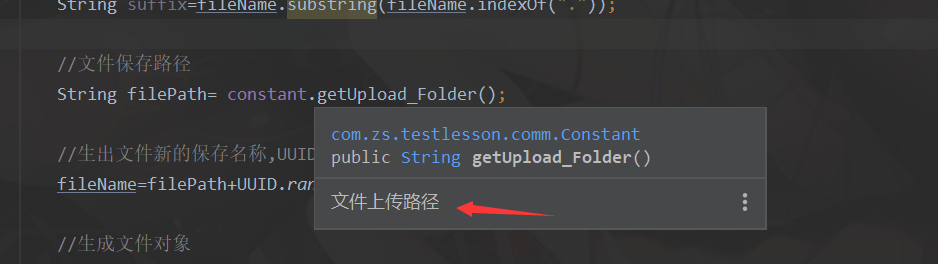 String suffix=fileName.substring(fileName.indexOf("."));
//文件保存路径
String filePath= constant.getUpload_Folder();
com.zs.testlesson.comm.Constant
public String getUpload_Folder()
//生出文件新的保存名称,UUID
fileName=filePath+UUID.ran
文件上传路径
//生成文件对象